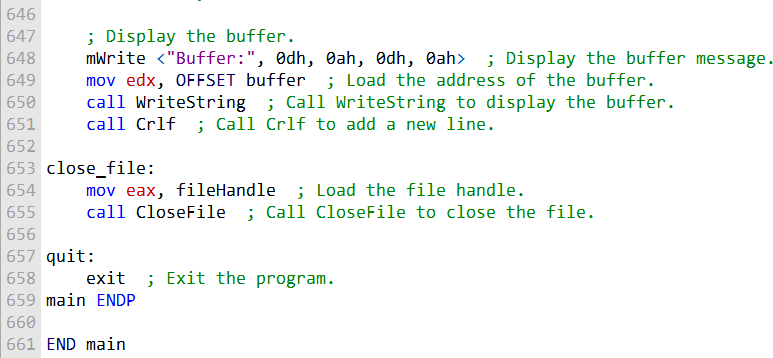 646
647     ; Display the buffer.
648     mWrite <"Buffer:", 0dh, 0ah, 0dh, 0ah>  ; Display the buffer message.
649     mov edx, OFFSET buffer  ; Load the address of the buffer.
650     call WriteString  ; Call WriteString to display the buffer.
651     call Crlf  ; Call Crlf to add a new line.
652
653 close_file:
654     mov eax, fileHandle  ; Load the file handle.
655     call CloseFile  ; Call CloseFile to close the file.
656
657 quit:
658     exit  ; Exit the program.
659 main ENDP
660
661 END main